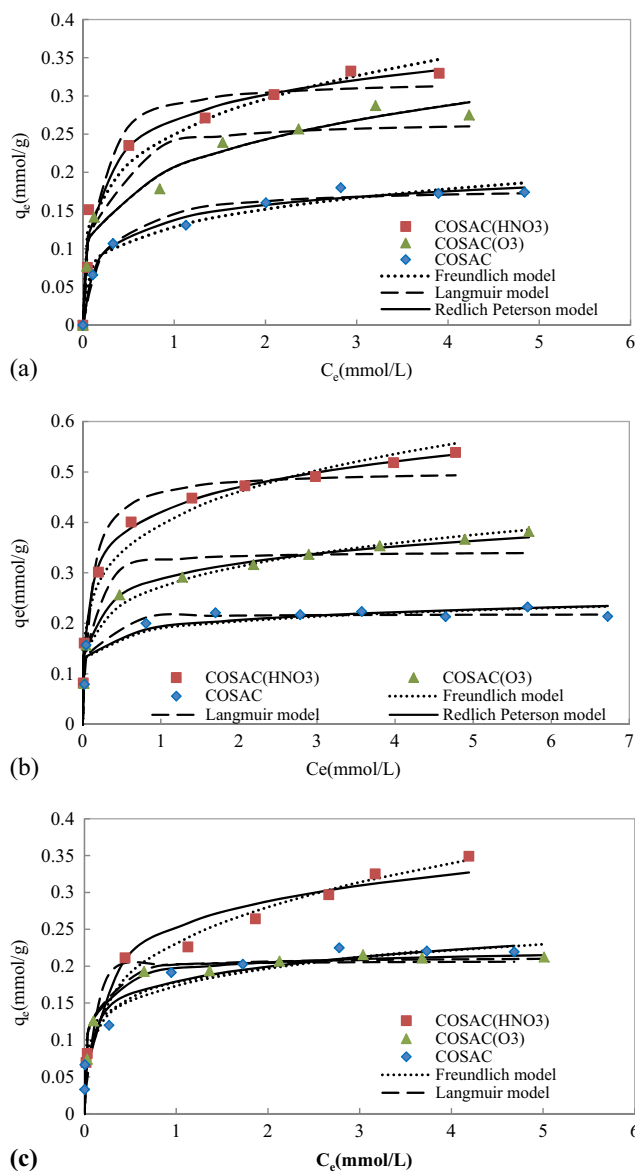 0.4
0.35
0.3
0.25
0.2
0.15
0.1
0.05
0
qe(mmol/g)
COSAC(HNO3)
COSAC(O3)
COSAC
Freundlich model
Langmuir model
Redlich Peterson model
0 1 2 3 4 5 6
(a) Ce(mmol/L)
0.6
0.5
0.4
0.3
0.2
0.1
0
qe(mmol/g)
COSAC(HNO3) COSAC(O3)
COSAC Freundlich model
Langmuir model Redlich Peterson model
0 1 2 3 4 5 6 7
(b) Ce(mmol/L)
0.4
0.35
0.3
0.25
0.2
0.15
0.1
0.05
0
qe(mmol/g)
COSAC(HNO3)
COSAC(O3)
COSAC
Freundlich model
Langmuir model
0 1 2 3 4 5 6
(c) Ce(mmol/L)